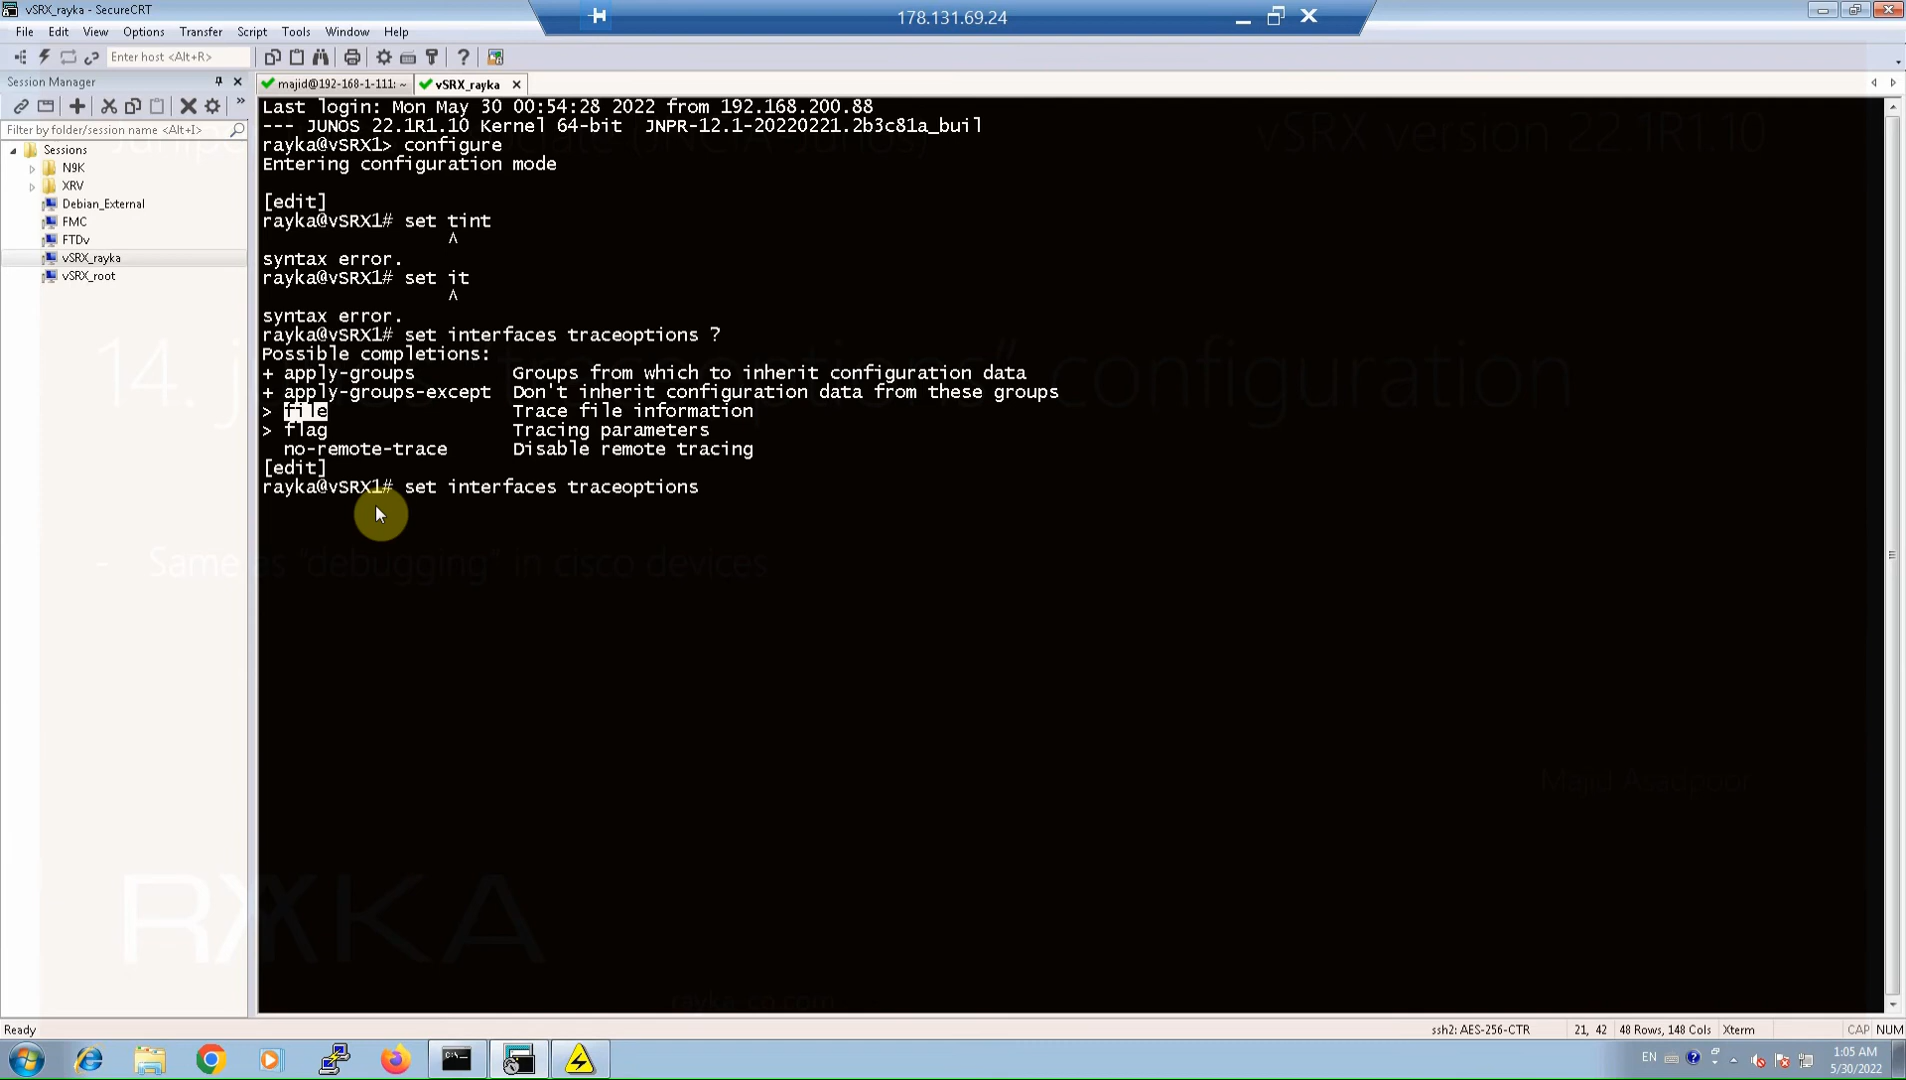 vSRX_rayka - SecureCRT
178.131.69.24
File Edit View Options Transfer Script Tools Window Help
Enter host <Alt+R>
Session Manager
majid@192-168-1-111: ~
vSRX_rayka
Filter by folder/session name <Alt+I>
Sessions
N9K
XRV
Debian_External
FMC
FTDv
vSRX_rayka
vSRX_root
Last login: Mon May 30 00:54:28 2022 from 192.168.200.88
--- JUNOS 22.1R1.10 Kernel 64-bit  JNPR-12.1-20220221.2b3c81a_buil
rayka@vSRX1> configure
Entering configuration mode
[edit]
rayka@vSRX1# set tint
^
syntax error.
rayka@vSRX1# set it
^
syntax error.
rayka@vSRX1# set interfaces traceoptions ?
Possible completions:
+ apply-groups         Groups from which to inherit configuration data
+ apply-groups-except  Don't inherit configuration data from these groups
> file                 Trace file information
> flag                 Tracing parameters
no-remote-trace      Disable remote tracing
[edit]
rayka@vSRX1# set interfaces traceoptions
vSRX version 22.1R1.10
14. j traceoptions" configuration
- Same as "debugging" in cisco devices
Majid Asadpoor
RAYKA
rayka-co.com
Ready
ssh2: AES-256-CTR
21, 42
48 Rows, 148 Cols
Xterm
CAP NUM
EN
1:05 AM
5/30/2022